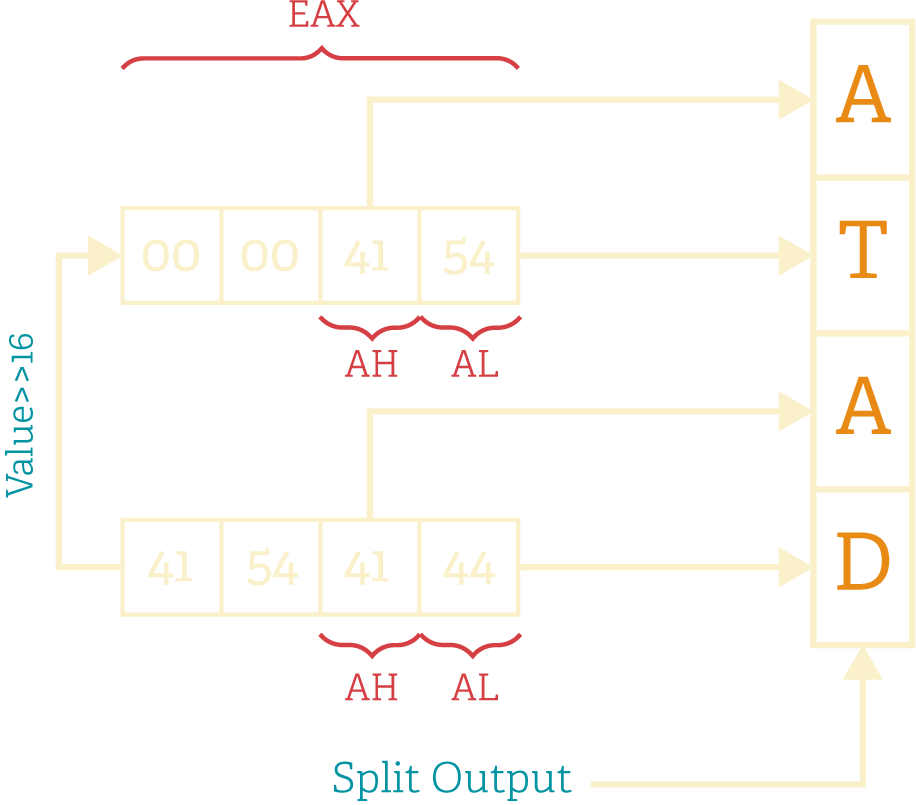 EAX
A
00 00 41 54
T
AH AL
Value>>16
A
41 54 41 44
D
AH AL
Split Output